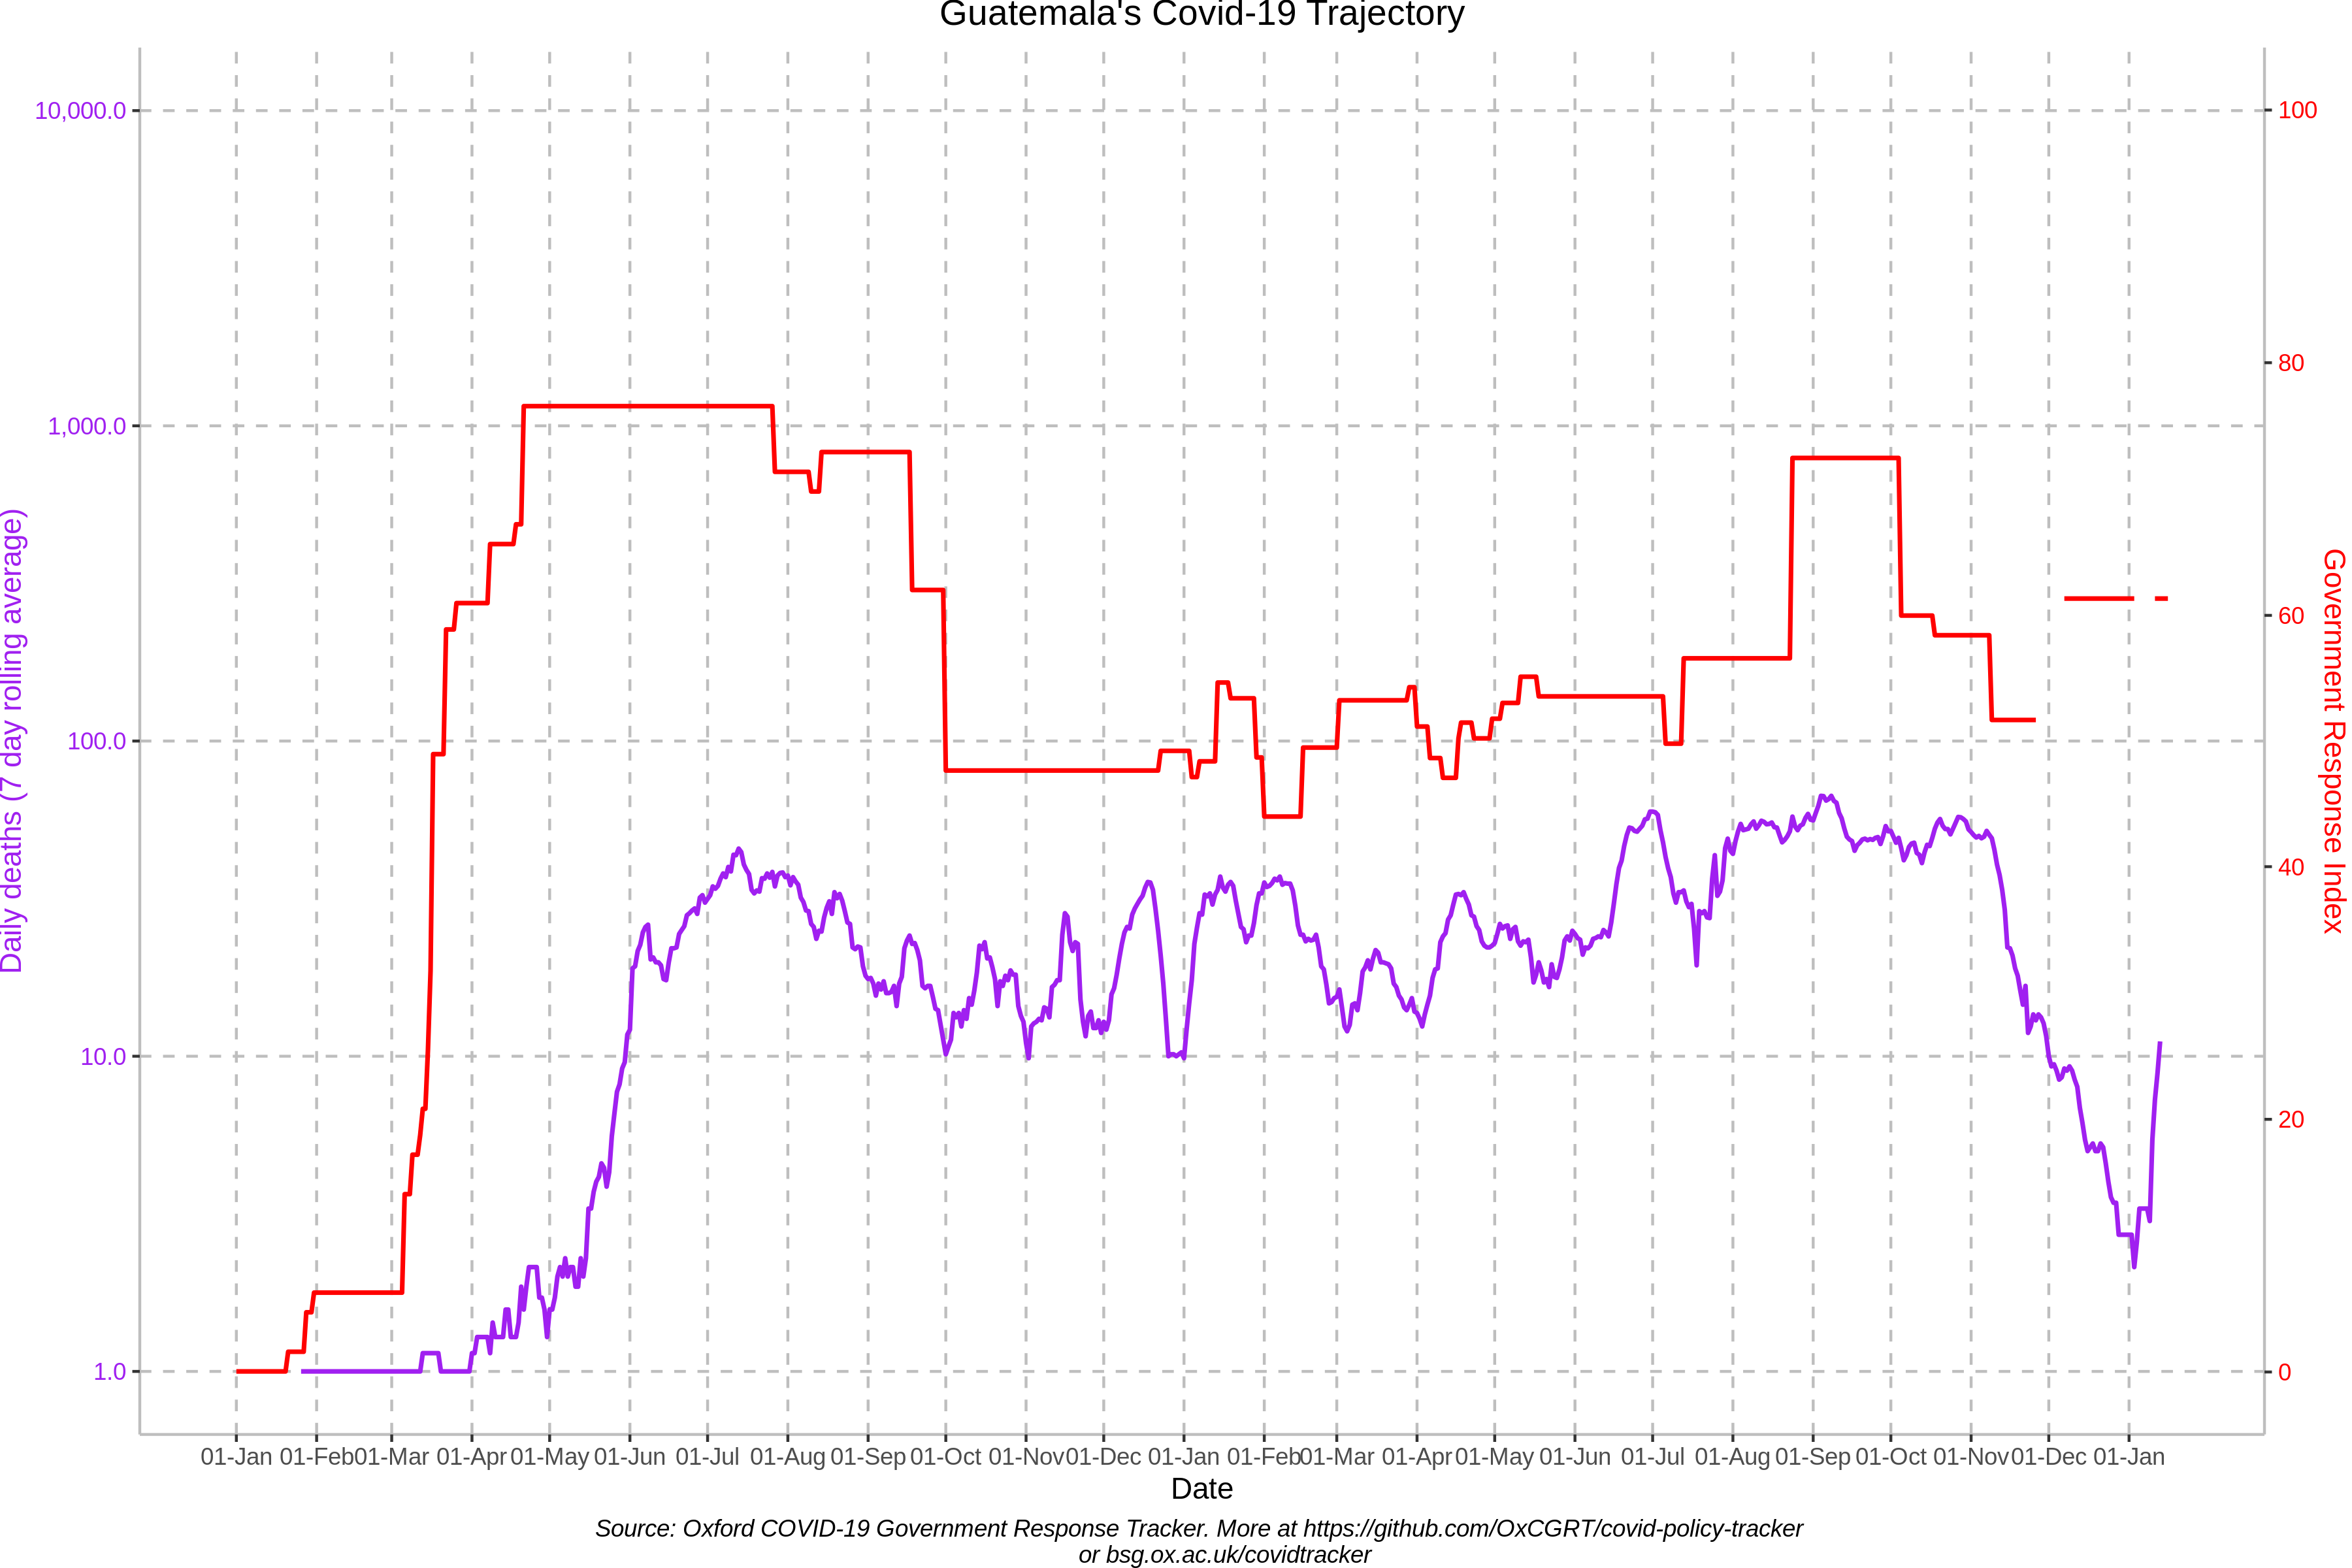 Guatemala's Covid-19 Trajectory
10,000.0
1,000.0
100.0
10.0
1.0
Daily deaths (7 day rolling average)
100
80
60
40
20
0
Government Response Index
01-Jan 01-Feb 01-Mar 01-Apr 01-May 01-Jun 01-Jul 01-Aug 01-Sep 01-Oct 01-Nov 01-Dec 01-Jan 01-Feb 01-Mar 01-Apr 01-May 01-Jun 01-Jul 01-Aug 01-Sep 01-Oct 01-Nov 01-Dec 01-Jan
Date
Source: Oxford COVID-19 Government Response Tracker. More at https://github.com/OxCGRT/covid-policy-tracker
or bsg.ox.ac.uk/covidtracker